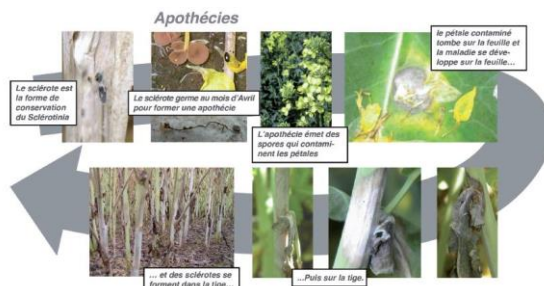 Apothécies
Le sclérote est
la forme de
conservation
du Sclérotinia
Le sclérote germe au mois d'Avril
pour former une apothécie
L'apothécie émet des
spores qui contami-
nent les pétales
le pétale contaminé
tombe sur la feuille et
la maladie se déve-
loppe sur la feuille...
...Puis sur la tige.
... et des sclérotes se
forment dans la tige...